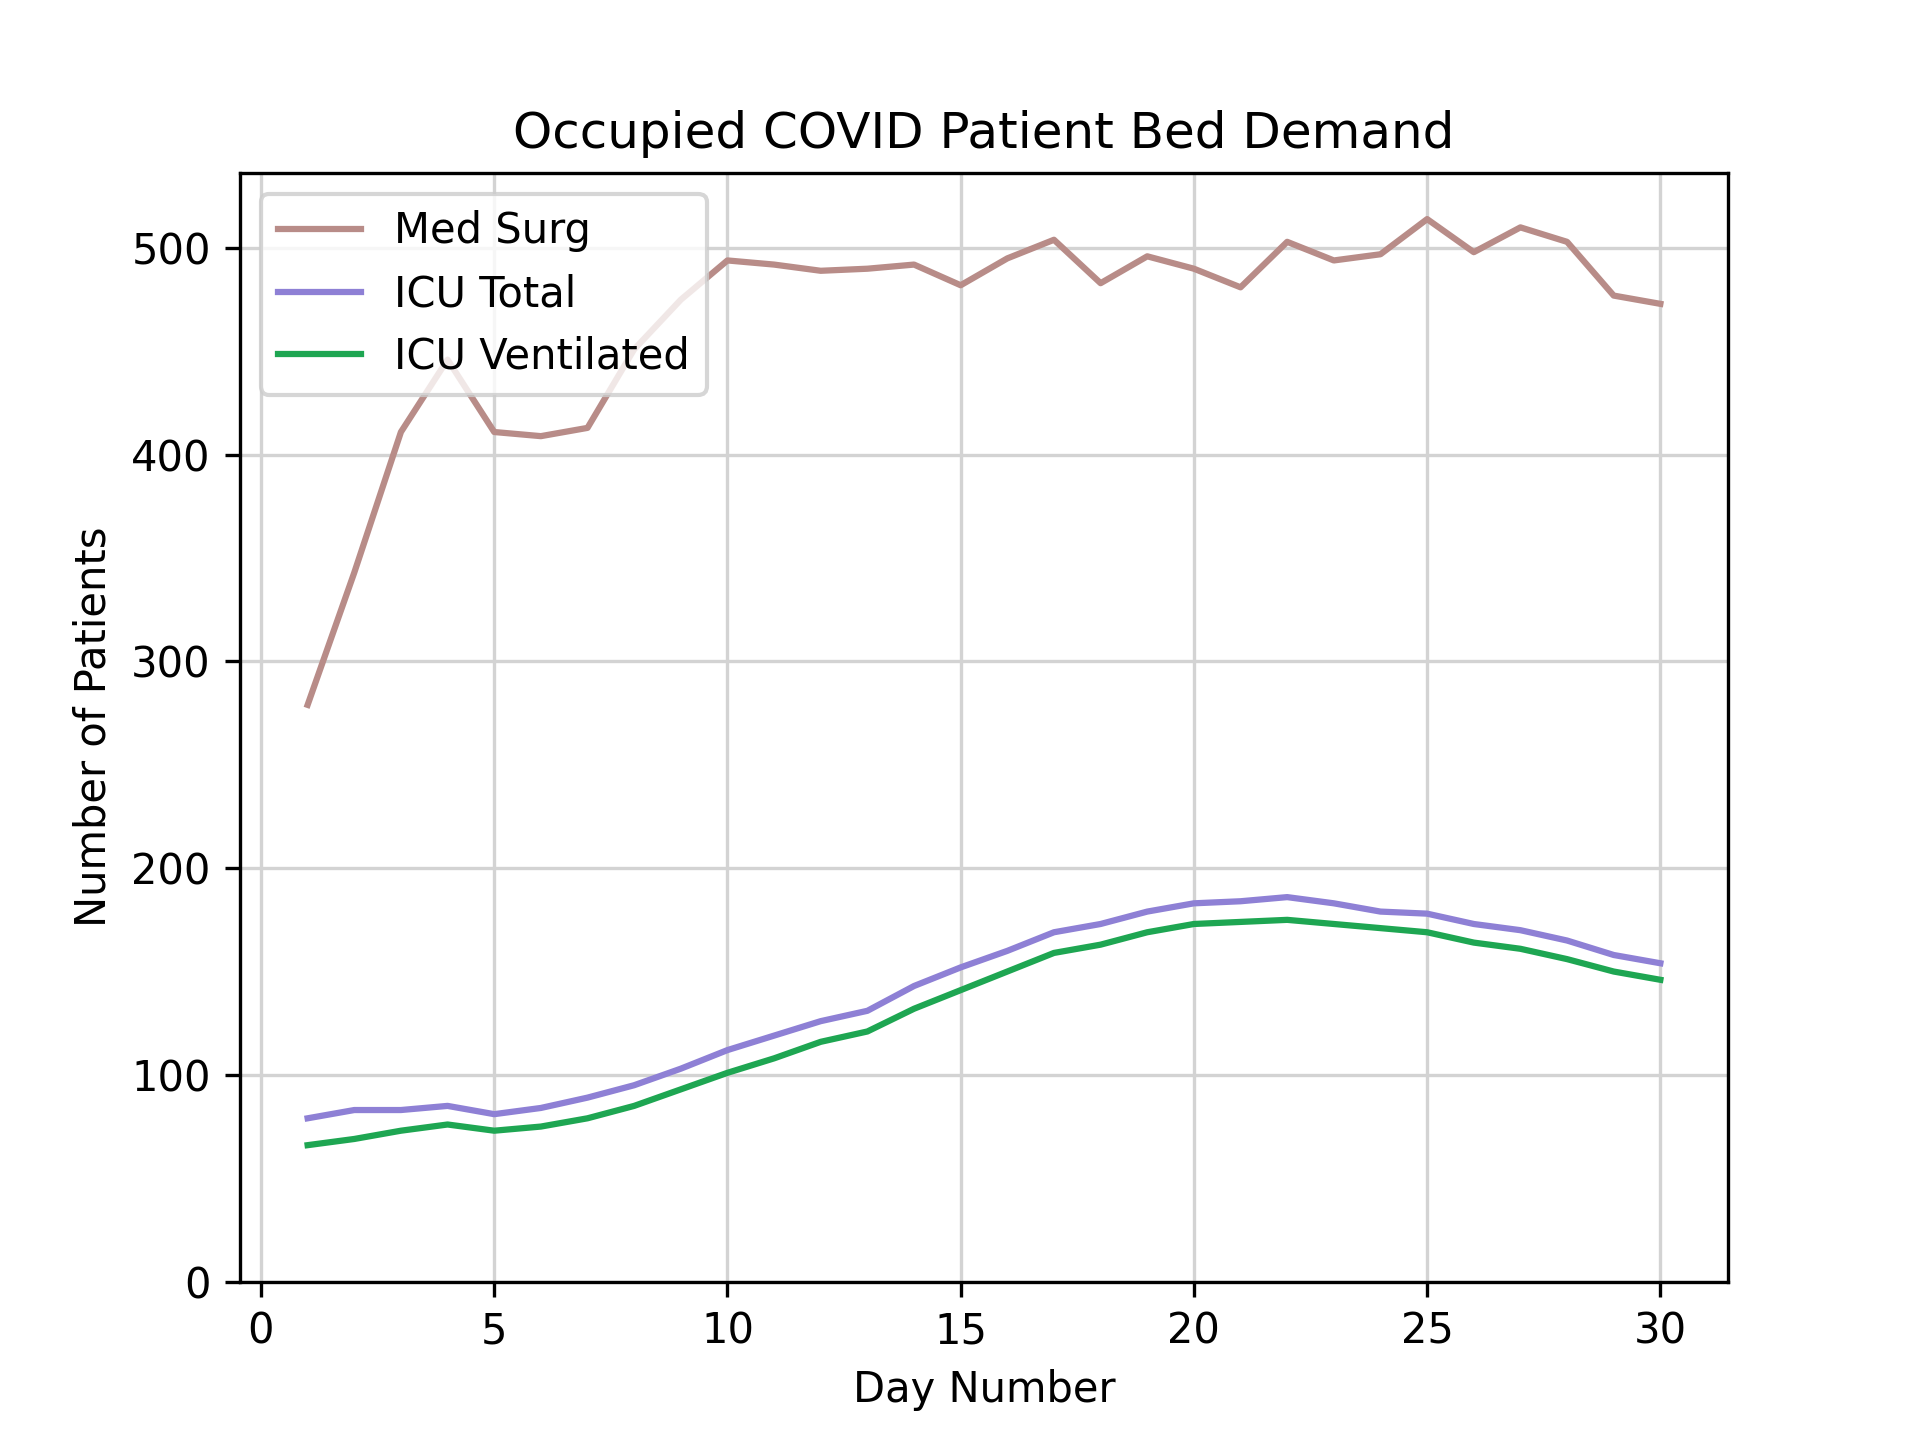 Occupied COVID Patient Bed Demand
Med Surg
ICU Total
ICU Ventilated
500
400
300
200
100
0
Number of Patients
0 5 10 15 20 25 30
Day Number